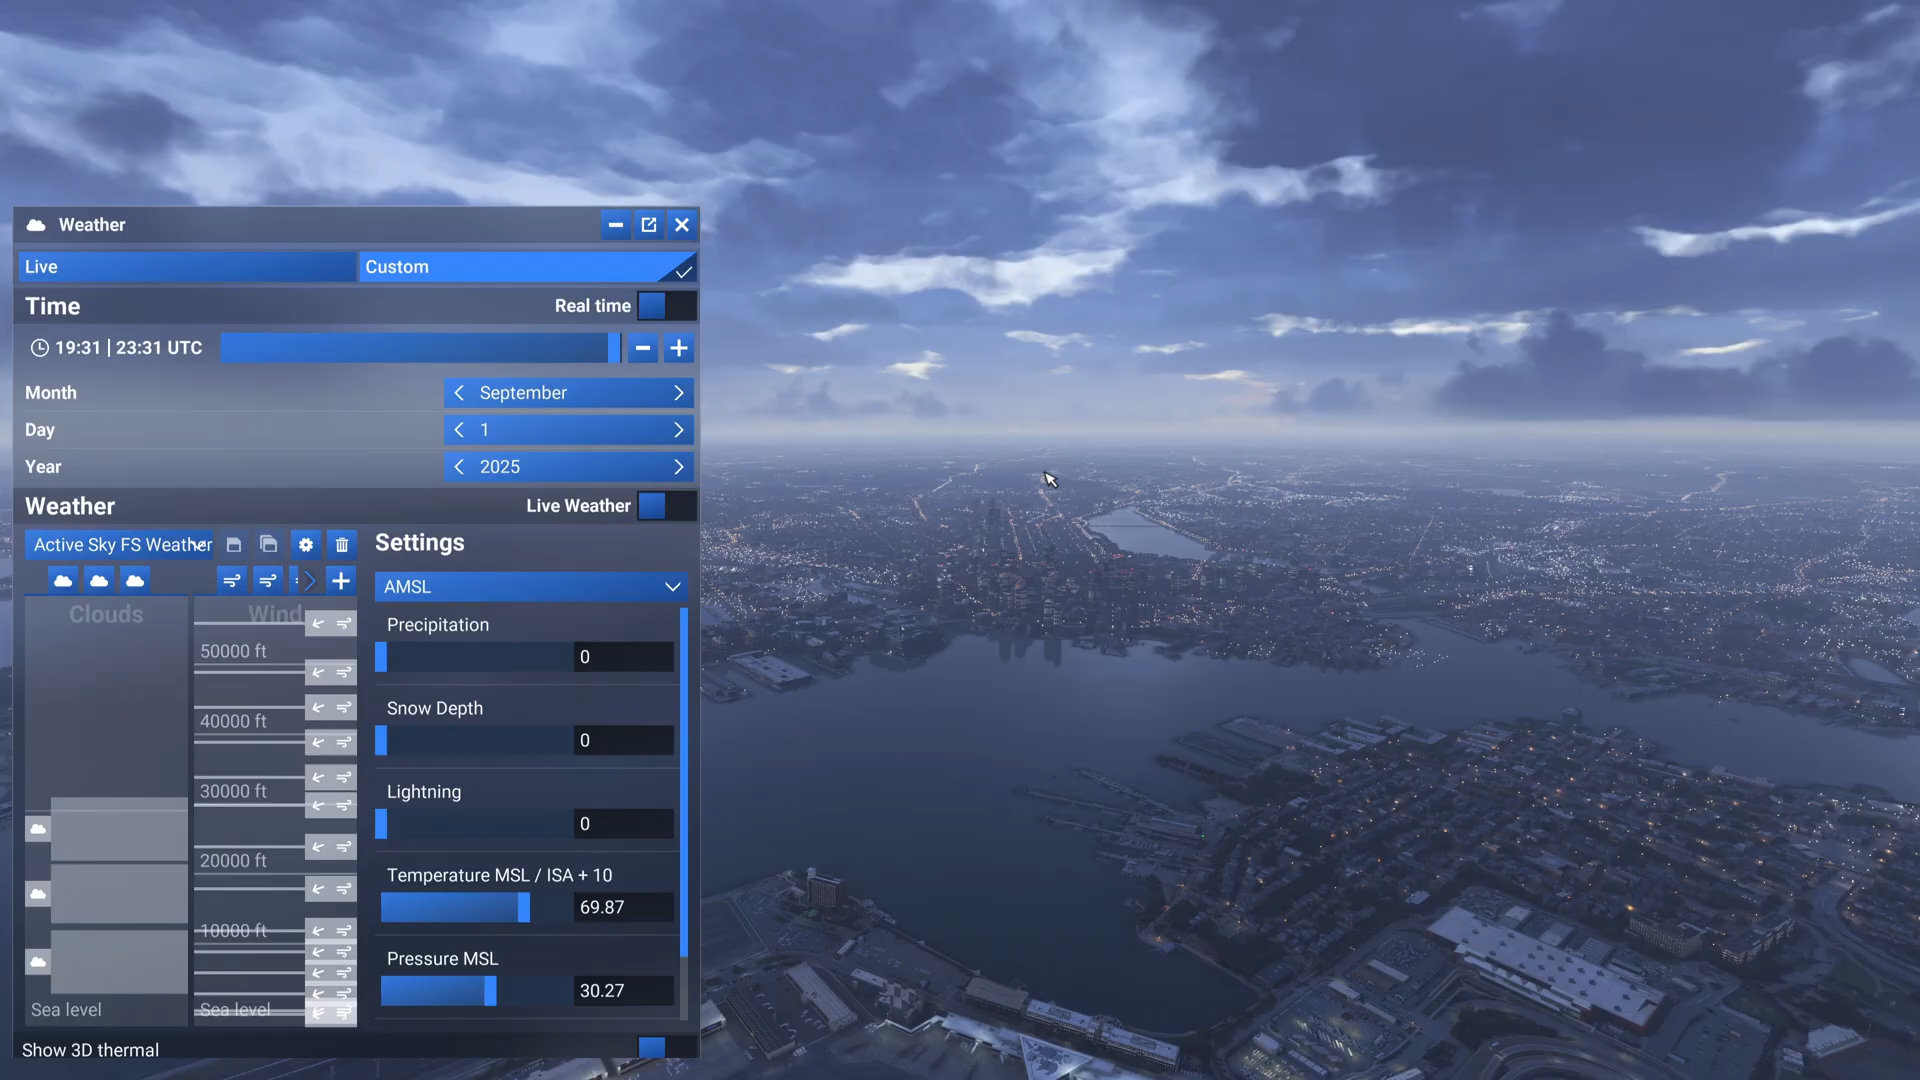 Weather
Live
Custom
Time
Real time
19:31 | 23:31 UTC
Month
September
Day
1
Year
2025
Weather
Live Weather
Active Sky FS Weather
Settings
AMSL
Clouds
Wind
Precipitation
0
50000 ft
Snow Depth
40000 ft
0
Lightning
30000 ft
0
20000 ft
Temperature MSL / ISA + 10
69.87
10000 ft
Pressure MSL
30.27
Sea level
Sea level
Show 3D thermal